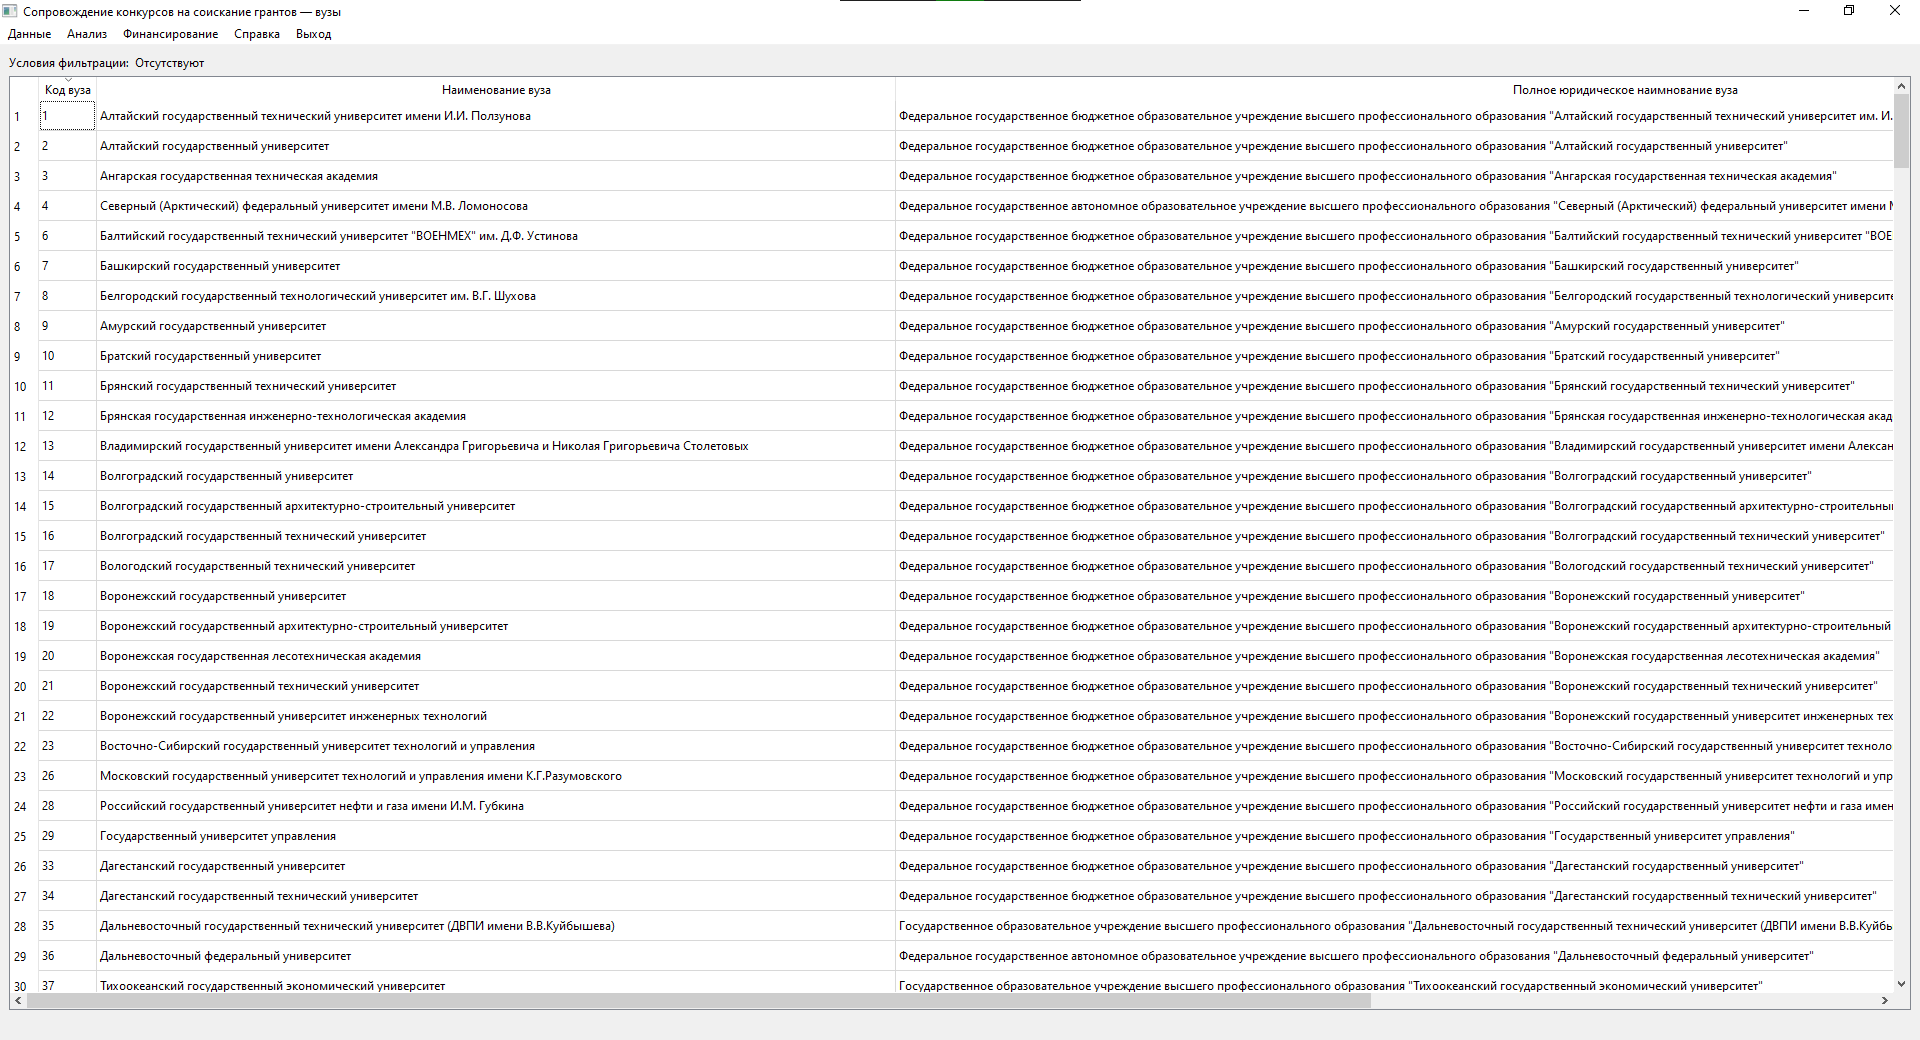 Сопровождение конкурсов на соискание грантов — вузы
Данные Анализ Финансирование Справка Выход
Условия фильтрации: Отсутствуют
Код вуза Наименование вуза Полное юридическое наимнование вуза
1 1 Алтайский государственный технический университет имени И.И. Ползунова Федеральное государственное бюджетное образовательное учреждение высшего профессионального образования "Алтайский государственный технический университет им. И.
2 2 Алтайский государственный университет Федеральное государственное бюджетное образовательное учреждение высшего профессионального образования "Алтайский государственный университет"
3 3 Ангарская государственная техническая академия Федеральное государственное бюджетное образовательное учреждение высшего профессионального образования "Ангарская государственная техническая академия"
4 4 Северный (Арктический) федеральный университет имени М.В. Ломоносова Федеральное государственное автономное образовательное учреждение высшего профессионального образования "Северный (Арктический) федеральный университет имени
5 6 Балтийский государственный технический университет "ВОЕНМЕХ" им. Д.Ф. Устинова Федеральное государственное бюджетное образовательное учреждение высшего профессионального образования "Балтийский государственный технический университет "ВОЕ
6 7 Башкирский государственный университет Федеральное государственное бюджетное образовательное учреждение высшего профессионального образования "Башкирский государственный университет"
7 8 Белгородский государственный технологический университет им. В.Г. Шухова Федеральное государственное бюджетное образовательное учреждение высшего профессионального образования "Белгородский государственный технологический университе
8 9 Амурский государственный университет Федеральное государственное бюджетное образовательное учреждение высшего профессионального образования "Амурский государственный университет"
9 10 Братский государственный университет Федеральное государственное бюджетное образовательное учреждение высшего профессионального образования "Братский государственный университет"
10 11 Брянский государственный технический университет Федеральное государственное бюджетное образовательное учреждение высшего профессионального образования "Брянский государственный технический университет"
11 12 Брянская государственная инженерно-технологическая академия Федеральное государственное бюджетное образовательное учреждение высшего профессионального образования "Брянская государственная инженерно-технологическая акад
12 13 Владимирский государственный университет имени Александра Григорьевича и Николая Григорьевича Столетовых Федеральное государственное бюджетное образовательное учреждение высшего профессионального образования "Владимирский государственный университет имени Алексан
13 14 Волгоградский государственный университет Федеральное государственное бюджетное образовательное учреждение высшего профессионального образования "Волгоградский государственный университет"
14 15 Волгоградский государственный архитектурно-строительный университет Федеральное государственное бюджетное образовательное учреждение высшего профессионального образования "Волгоградский государственный архитектурно-строительны
15 16 Волгоградский государственный технический университет Федеральное государственное бюджетное образовательное учреждение высшего профессионального образования "Волгоградский государственный технический университет"
16 17 Вологодский государственный технический университет Федеральное государственное бюджетное образовательное учреждение высшего профессионального образования "Вологодский государственный технический университет"
17 18 Воронежский государственный университет Федеральное государственное бюджетное образовательное учреждение высшего профессионального образования "Воронежский государственный университет"
18 19 Воронежский государственный архитектурно-строительный университет Федеральное государственное бюджетное образовательное учреждение высшего профессионального образования "Воронежский государственный архитектурно-строительный
19 20 Воронежская государственная лесотехническая академия Федеральное государственное бюджетное образовательное учреждение высшего профессионального образования "Воронежская государственная лесотехническая академия"
20 21 Воронежский государственный технический университет Федеральное государственное бюджетное образовательное учреждение высшего профессионального образования "Воронежский государственный технический университет"
21 22 Воронежский государственный университет инженерных технологий Федеральное государственное бюджетное образовательное учреждение высшего профессионального образования "Воронежский государственный университет инженерных тех
22 23 Восточно-Сибирский государственный университет технологий и управления Федеральное государственное бюджетное образовательное учреждение высшего профессионального образования "Восточно-Сибирский государственный университет техноло
23 26 Московский государственный университет технологий и управления имени К.Г.Разумовского Федеральное государственное бюджетное образовательное учреждение высшего профессионального образования "Московский государственный университет технологий и упр
24 28 Российский государственный университет нефти и газа имени И.М. Губкина Федеральное государственное бюджетное образовательное учреждение высшего профессионального образования "Российский государственный университет нефти и газа имен
25 29 Государственный университет управления Федеральное государственное бюджетное образовательное учреждение высшего профессионального образования "Государственный университет управления"
26 33 Дагестанский государственный университет Федеральное государственное бюджетное образовательное учреждение высшего профессионального образования "Дагестанский государственный университет"
27 34 Дагестанский государственный технический университет Федеральное государственное бюджетное образовательное учреждение высшего профессионального образования "Дагестанский государственный технический университет"
28 35 Дальневосточный государственный технический университет (ДВПИ имени В.В.Куйбышева) Государственное образовательное учреждение высшего профессионального образования "Дальневосточный государственный технический университет (ДВПИ имени В.В.Куйбы
29 36 Дальневосточный федеральный университет Федеральное государственное автономное образовательное учреждение высшего профессионального образования "Дальневосточный федеральный университет"
30 37 Тихоокеанский государственный экономический университет Государственное образовательное учреждение высшего профессионального образования "Тихоокеанский государственный экономический университет"